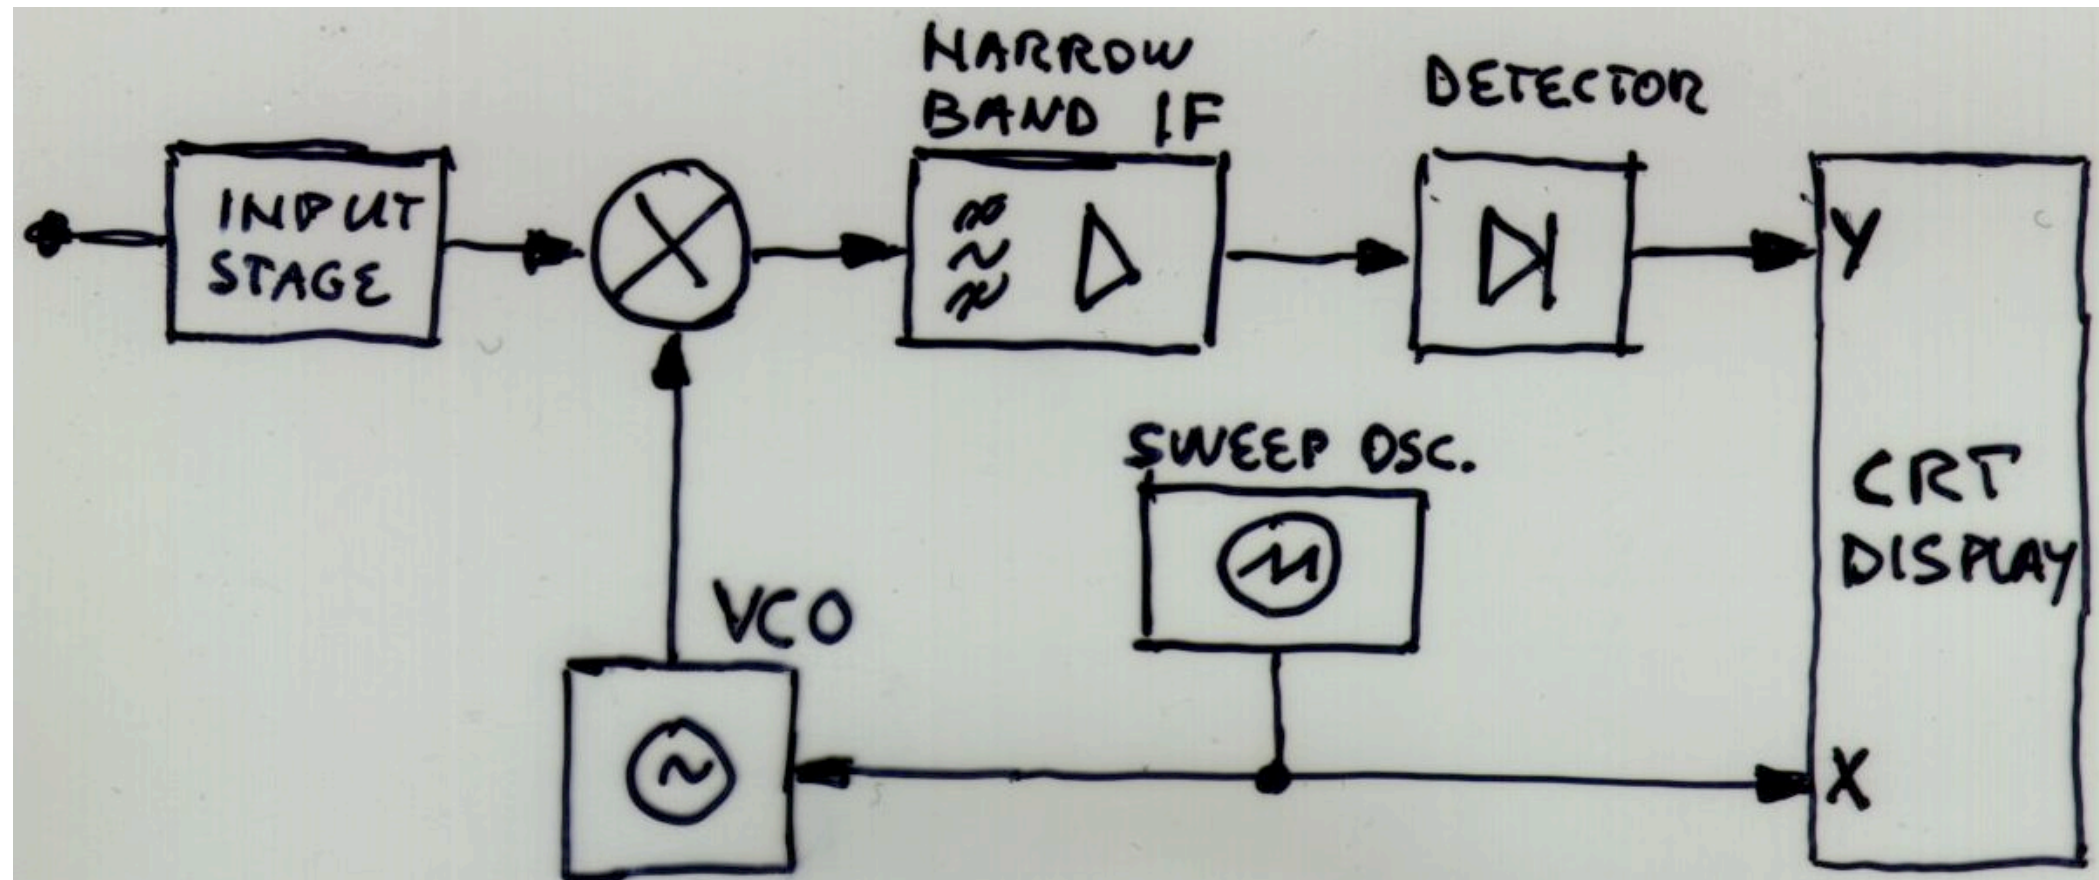 NARROW
BAND IF
DETECTOR
INPUT
STAGE
Y
SWEEP OSC.
CRT
DISPLAY
VCO
X